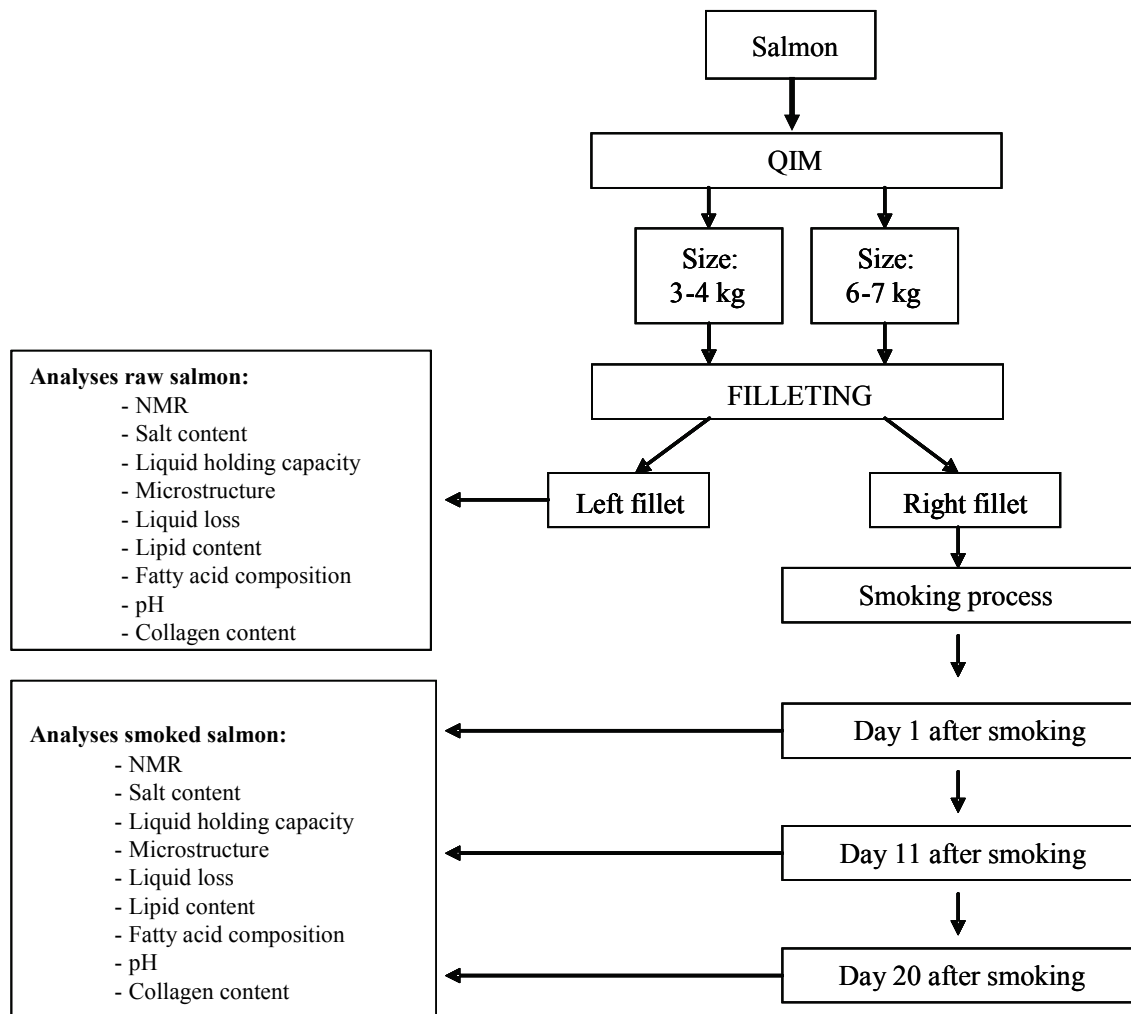 Salmon
QIM
Size:
3-4 kg
Size:
6-7 kg
FILLETING
Left fillet
Right fillet
Analyses raw salmon:
- NMR
- Salt content
- Liquid holding capacity
- Microstructure
- Liquid loss
- Lipid content
- Fatty acid composition
- pH
- Collagen content
Smoking process
Day 1 after smoking
Day 11 after smoking
Day 20 after smoking
Analyses smoked salmon:
- NMR
- Salt content
- Liquid holding capacity
- Microstructure
- Liquid loss
- Lipid content
- Fatty acid composition
- pH
- Collagen content